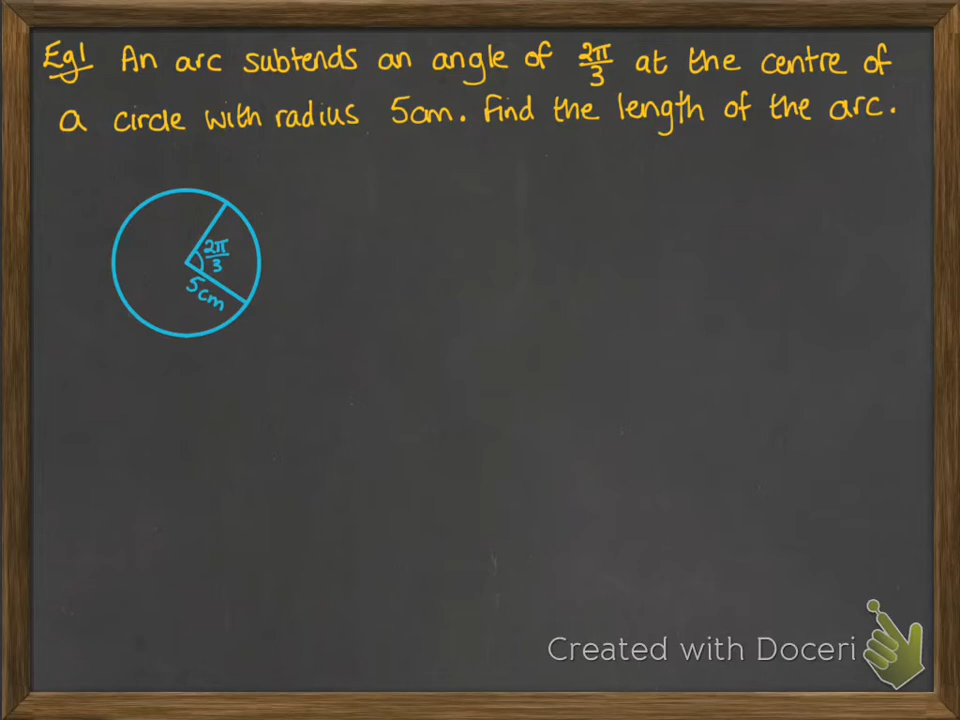 Eg1 An arc subtends an angle of 2π/3 at the centre of
a circle with radius 5cm. Find the length of the arc.
2π/3
5cm
Created with Doceri